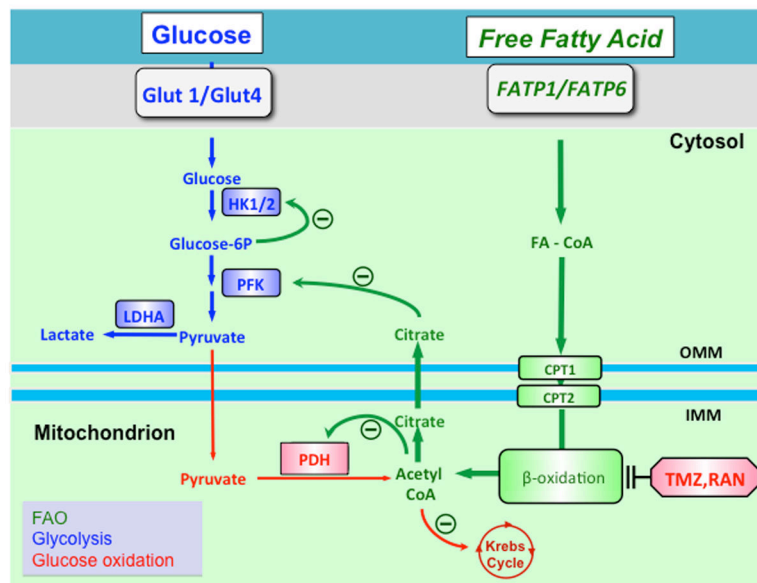 Glucose
Free Fatty Acid
Glut 1/Glut4
FATP1/FATP6
Cytosol
Glucose
HK1/2
Glucose-6P
FA - CoA
PFK
LDHA
Lactate
Pyruvate
Citrate
OMM
CPT1
CPT2
IMM
Citrate
Mitochondrion
PDH
Pyruvate
Acetyl
CoA
β-oxidation
TMZ,RAN
FAO
Glycolysis
Glucose oxidation
Krebs
Cycle